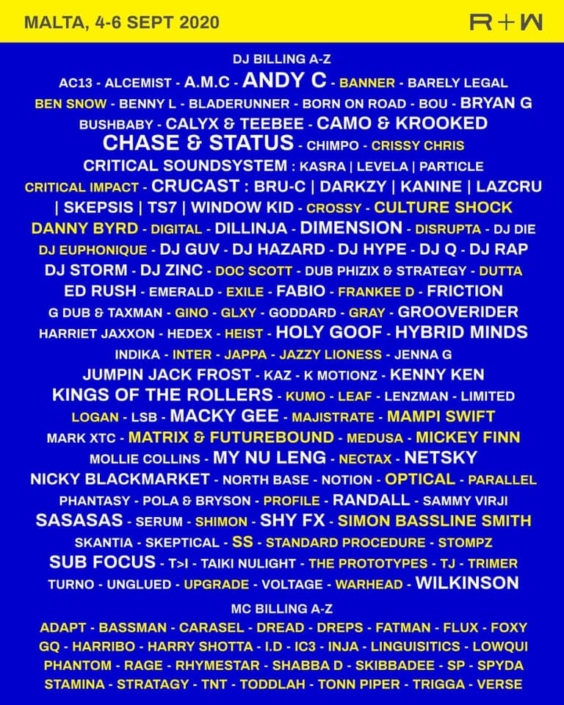 MALTA, 4-6 SEPT 2020
R+W
DJ BILLING A-Z
AC13 - ALCEMIST - A.M.C - ANDY C - BANNER - BARELY LEGAL
BEN SNOW - BENNY L - BLADERUNNER - BORN ON ROAD - BOU - BRYAN G
BUSHBABY - CALYX & TEEBEE - CAMO & KROOKED
CHASE & STATUS - CHIMPO - CRISSY CHRIS
CRITICAL SOUNDSYSTEM : KASRA | LEVELA | PARTICLE
CRITICAL IMPACT - CRUCAST : BRU-C | DARKZY | KANINE | LAZCRU
| SKEPSIS | TS7 | WINDOW KID - CROSSY - CULTURE SHOCK
DANNY BYRD - DIGITAL - DILLINJA - DIMENSION - DISRUPTA - DJ DIE
DJ EUPHONIQUE - DJ GUV - DJ HAZARD - DJ HYPE - DJ Q - DJ RAP
DJ STORM - DJ ZINC - DOC SCOTT - DUB PHIZIX & STRATEGY - DUTTA
ED RUSH - EMERALD - EXILE - FABIO - FRANKEE D - FRICTION
G DUB & TAXMAN - GINO - GLXY - GODDARD - GRAY - GROOVERIDER
HARRIET JAXXON - HEDEX - HEIST - HOLY GOOF - HYBRID MINDS
INDIKA - INTER - JAPPA - JAZZY LIONESS - JENNA G
JUMPIN JACK FROST - KAZ - K MOTIONZ - KENNY KEN
KINGS OF THE ROLLERS - KUMO - LEAF - LENZMAN - LIMITED
LOGAN - LSB - MACKY GEE - MAJISTRATE - MAMPI SWIFT
MARK XTC - MATRIX & FUTUREBOUND - MEDUSA - MICKEY FINN
MOLLIE COLLINS - MY NU LENG - NECTAX - NETSKY
NICKY BLACKMARKET - NORTH BASE - NOTION - OPTICAL - PARALLEL
PHANTASY - POLA & BRYSON - PROFILE - RANDALL - SAMMY VIRJI
SASASAS - SERUM - SHIMON - SHY FX - SIMON BASSLINE SMITH
SKANTIA - SKEPTICAL - SS - STANDARD PROCEDURE - STOMPZ
SUB FOCUS - T>I - TAIKI NULIGHT - THE PROTOTYPES - TJ - TRIMER
TURNO - UNGLUED - UPGRADE - VOLTAGE - WARHEAD - WILKINSON
MC BILLING A-Z
ADAPT - BASSMAN - CARASEL - DREAD - DREPS - FATMAN - FLUX - FOXY
GQ - HARRIBO - HARRY SHOTTA - I.D - IC3 - INJA - LINGUISITICS - LOWQUI
PHANTOM - RAGE - RHYMESTAR - SHABBA D - SKIBBADEE - SP - SPYDA
STAMINA - STRATAGY - TNT - TODDLAH - TONN PIPER - TRIGGA - VERSE